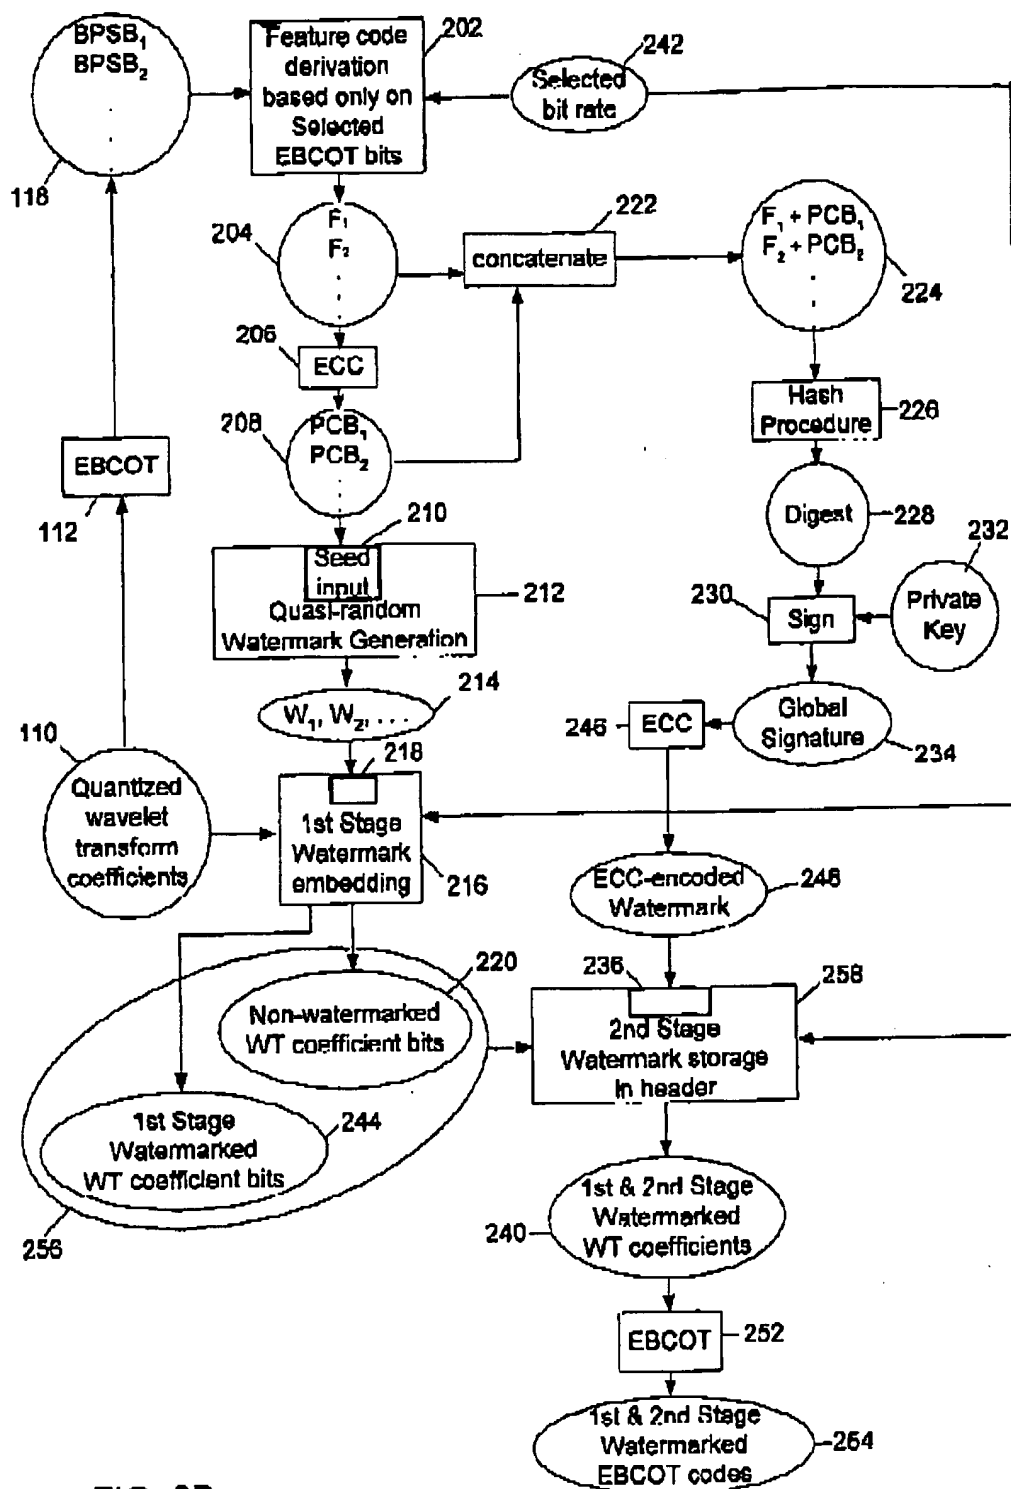 BPSB1
BPSB2
118
Feature code
derivation
based only on
Selected
EBCOT bits
202
242
Selected
bit rate
204
F1
F2
222
concatenate
F1 + PCB1
F2 + PCB2
224
206
ECC
Hash
Procedure
226
208
PCB1
PCB2
EBCOT
112
210
Seed
input
Quasi-random
Watermark Generation
212
Digest
228
232
Private
Key
230
Sign
W1, W2, . . .
214
246
ECC
Global
Signature
234
110
Quantized
wavelet
transform
coefficients
218
1st Stage
Watermark
embedding
216
ECC-encoded
Watermark
248
220
Non-watermarked
WT coefficient bits
236
258
2nd Stage
Watermark storage
in header
1st Stage
Watermarked
WT coefficient bits
244
256
1st & 2nd Stage
Watermarked
WT coefficients
240
EBCOT
252
1st & 2nd Stage
Watermarked
EBCOT codes
254